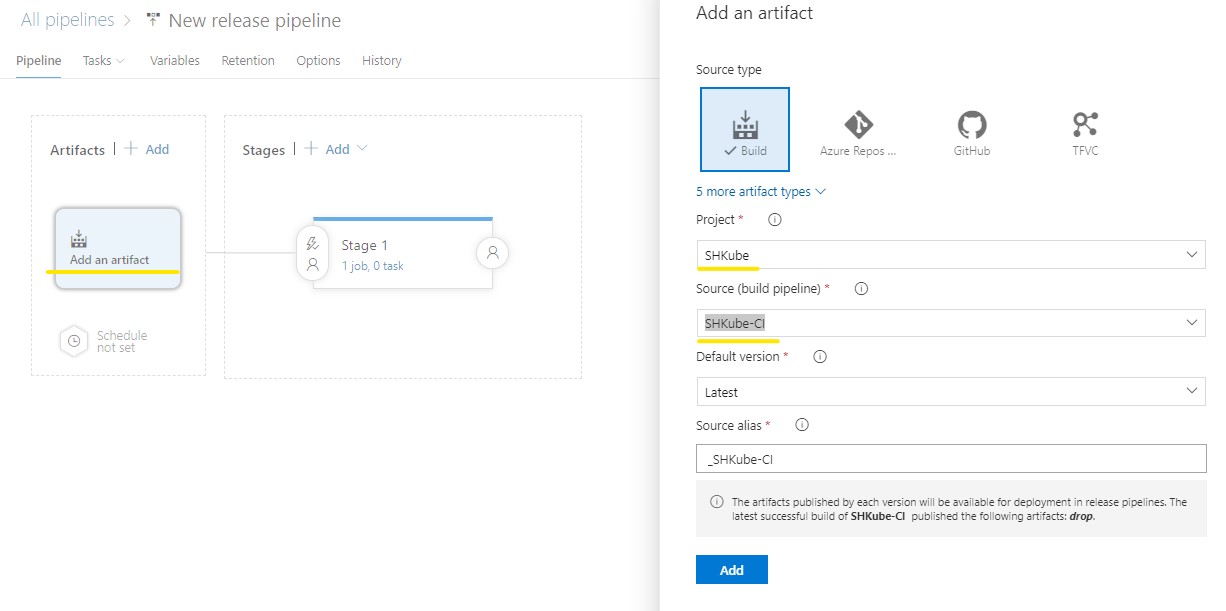 All pipelines > New release pipeline
Pipeline Tasks Variables Retention Options History
Artifacts | + Add
Stages | + Add
Add an artifact
Schedule
not set
Stage 1
1 job, 0 task
Add an artifact
Source type
Build
Azure Repos ...
GitHub
TFVC
5 more artifact types
Project *
SHKube
Source (build pipeline) *
SHKube-CI
Default version *
Latest
Source alias *
_SHKube-CI
The artifacts published by each version will be available for deployment in release pipelines. The
latest successful build of SHKube-CI published the following artifacts: drop.
Add